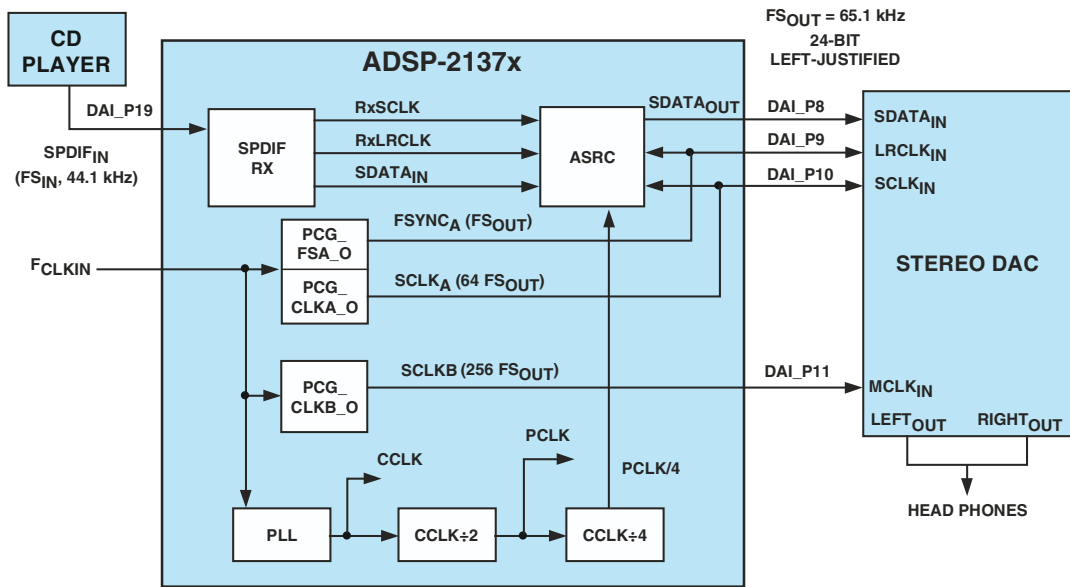 CD
PLAYER
DAI_P19
SPDIFIN
(FSIN, 44.1 kHz)
FCLKIN
ADSP-2137x
SPDIF
RX
RxSCLK
RxLRCLK
SDATAIN
ASRC
SDATAOUT
PCG_
FSA_O
PCG_
CLKA_O
FSYNCA (FSOUT)
SCLKA (64 FSOUT)
PCG_
CLKB_O
SCLKB (256 FSOUT)
PLL
CCLK
CCLK÷2
PCLK
CCLK÷4
PCLK/4
FSOUT = 65.1 kHz
24-BIT
LEFT-JUSTIFIED
DAI_P8
DAI_P9
DAI_P10
DAI_P11
SDATAIN
LRCLKIN
SCLKIN
STEREO DAC
MCLKIN
LEFTOUT
RIGHTOUT
HEAD PHONES